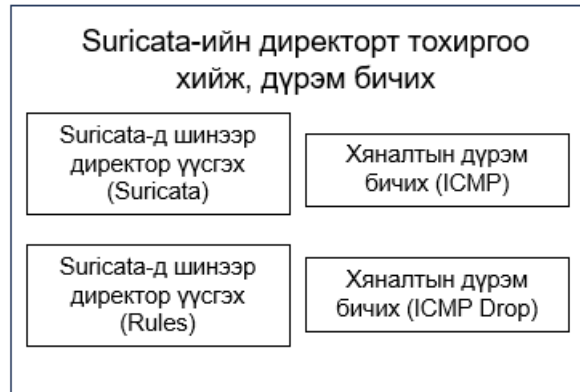 Suricata-ийн директорт тохиргоо
хийж, дүрэм бичих
Suricata-д шинээр
директор үүсгэх
(Suricata)
Хяналтын дүрэм
бичих (ICMP)
Suricata-д шинээр
директор үүсгэх
(Rules)
Хяналтын дүрэм
бичих (ICMP Drop)